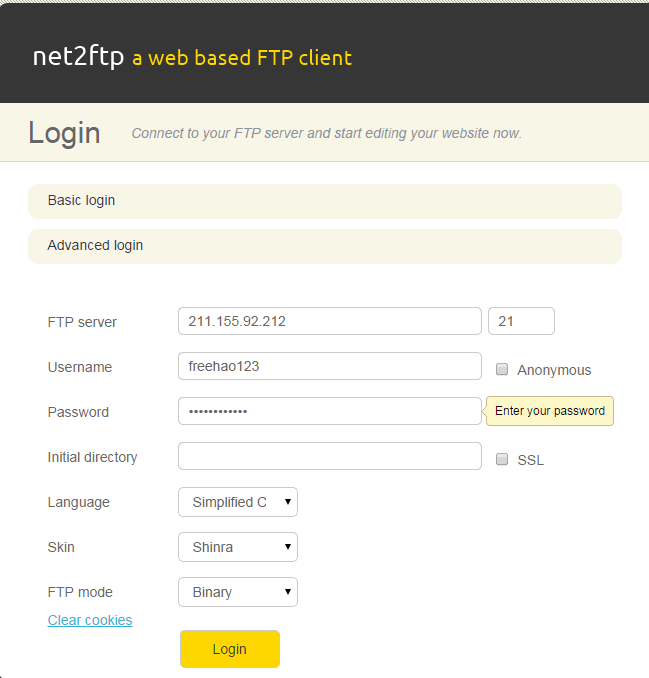 net2ftp a web based FTP client
Login Connect to your FTP server and start editing your website now.
Basic login
Advanced login
FTP server 211.155.92.212 21
Username freehao123 Anonymous
Password •••••••••••• Enter your password
Initial directory SSL
Language Simplified C
Skin Shinra
FTP mode Binary
Clear cookies
Login